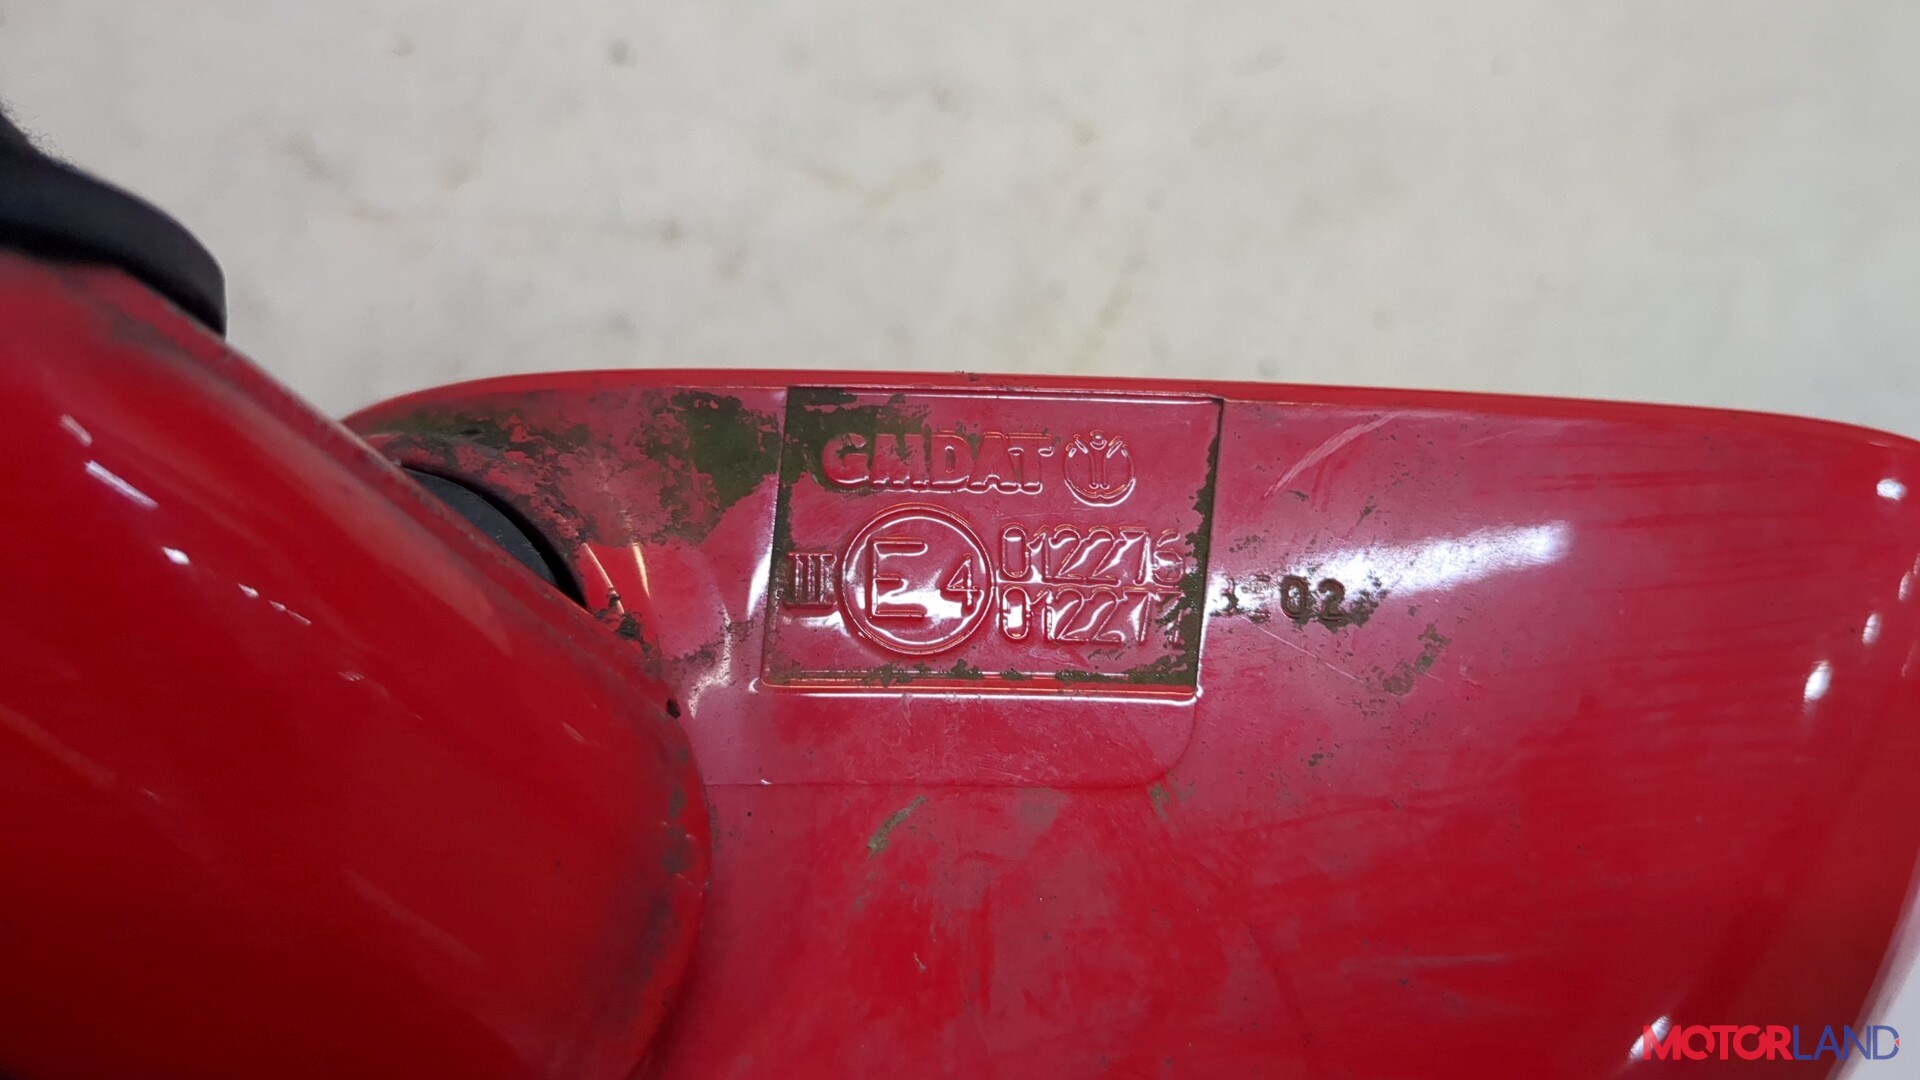 GMDAT
III E4 012276
012277 02
MOTORLAND